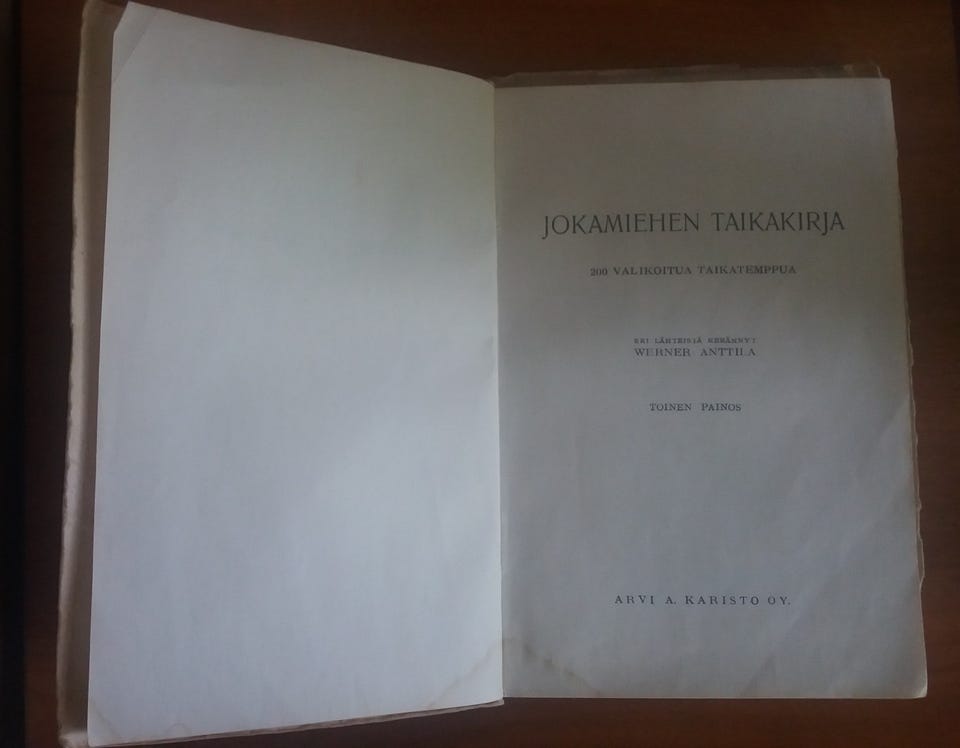 JOKAMIEHEN TAIKAKIRJA
200 VALIKOITUA TAIKATEMPPUA
ERI LÄHTEISTÄ KERÄNNYT
WERNER ANTTILA
TOINEN PAINOS
ARVI A. KARISTO OY.